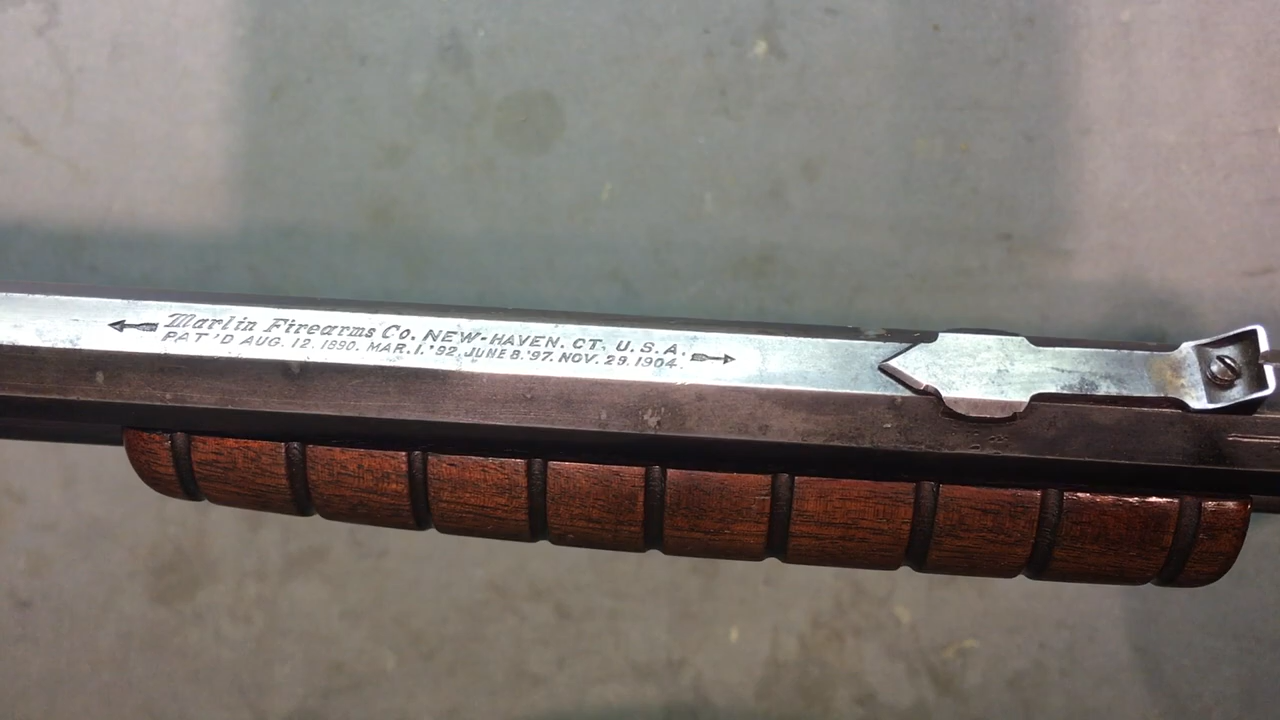 Marlin Firearms Co. NEW-HAVEN. CT. U.S.A.
PAT'D AUG. 12. 1890. MAR. 1. '92. JUNE 8. '97. NOV. 29. 1904.